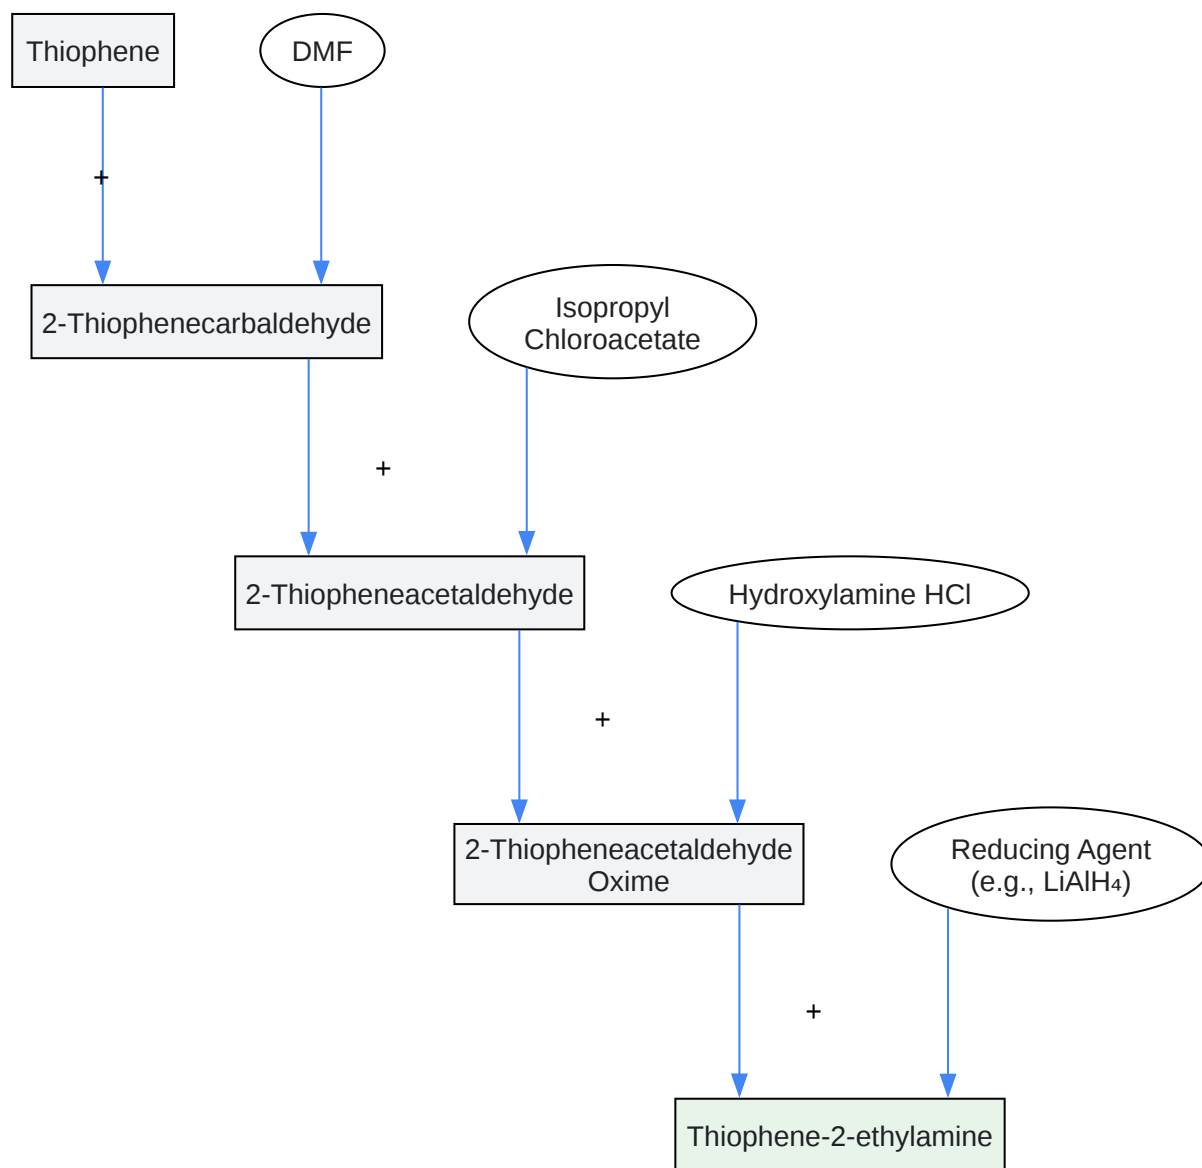 Thiophene
DMF
+
2-Thiophenecarbaldehyde
Isopropyl
Chloroacetate
+
2-Thiopheneacetaldehyde
Hydroxylamine HCl
+
2-Thiopheneacetaldehyde
Oxime
Reducing Agent
(e.g., LiAlH₄)
+
Thiophene-2-ethylamine